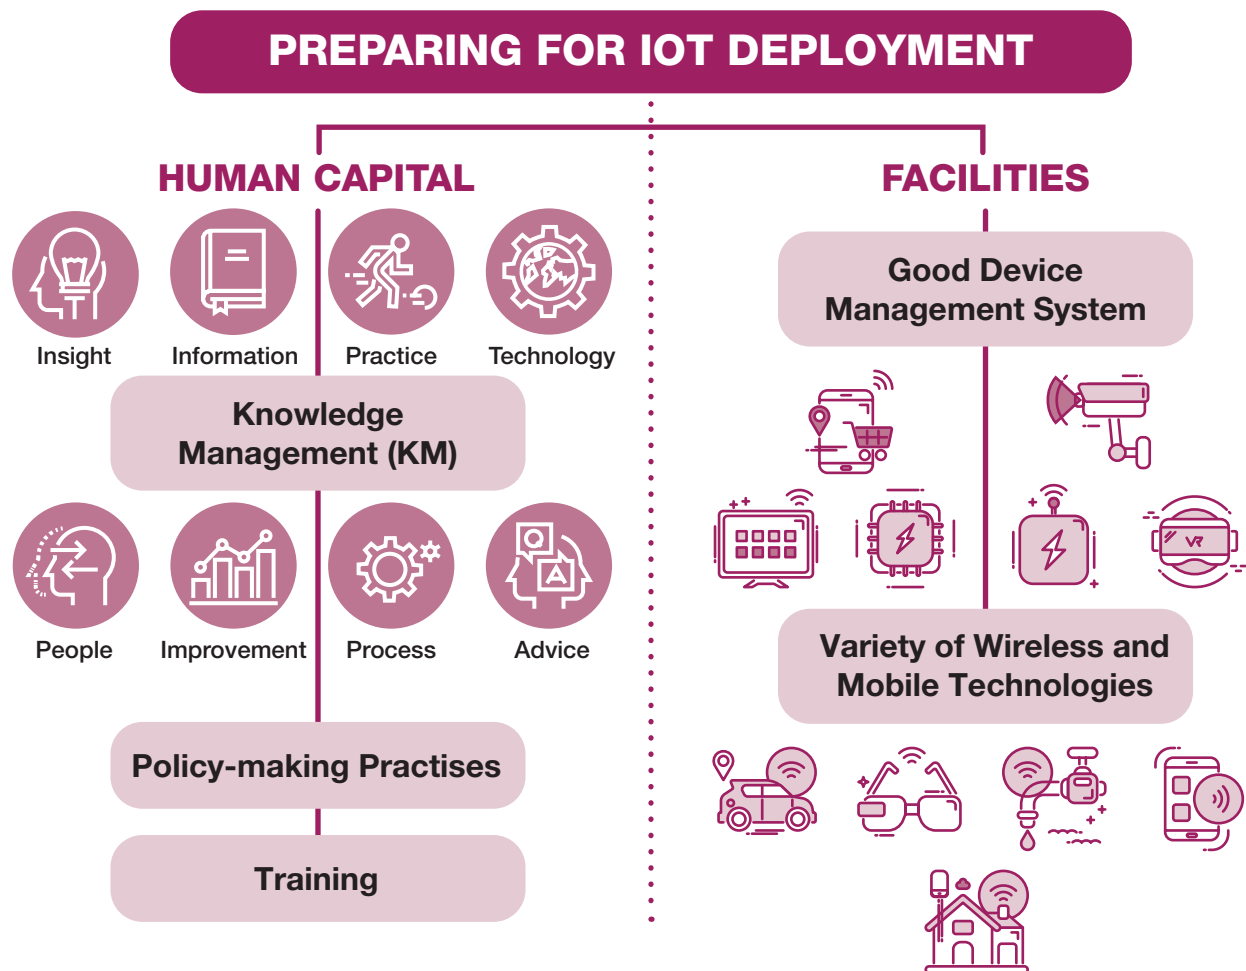 PREPARING FOR IOT DEPLOYMENT
HUMAN CAPITAL
Insight
Information
Practice
Technology
Knowledge
Management (KM)
Q
A
People
Improvement
Process
Advice
Policy-making Practises
Training
FACILITIES
Good Device
Management System
VR
Variety of Wireless and
Mobile Technologies